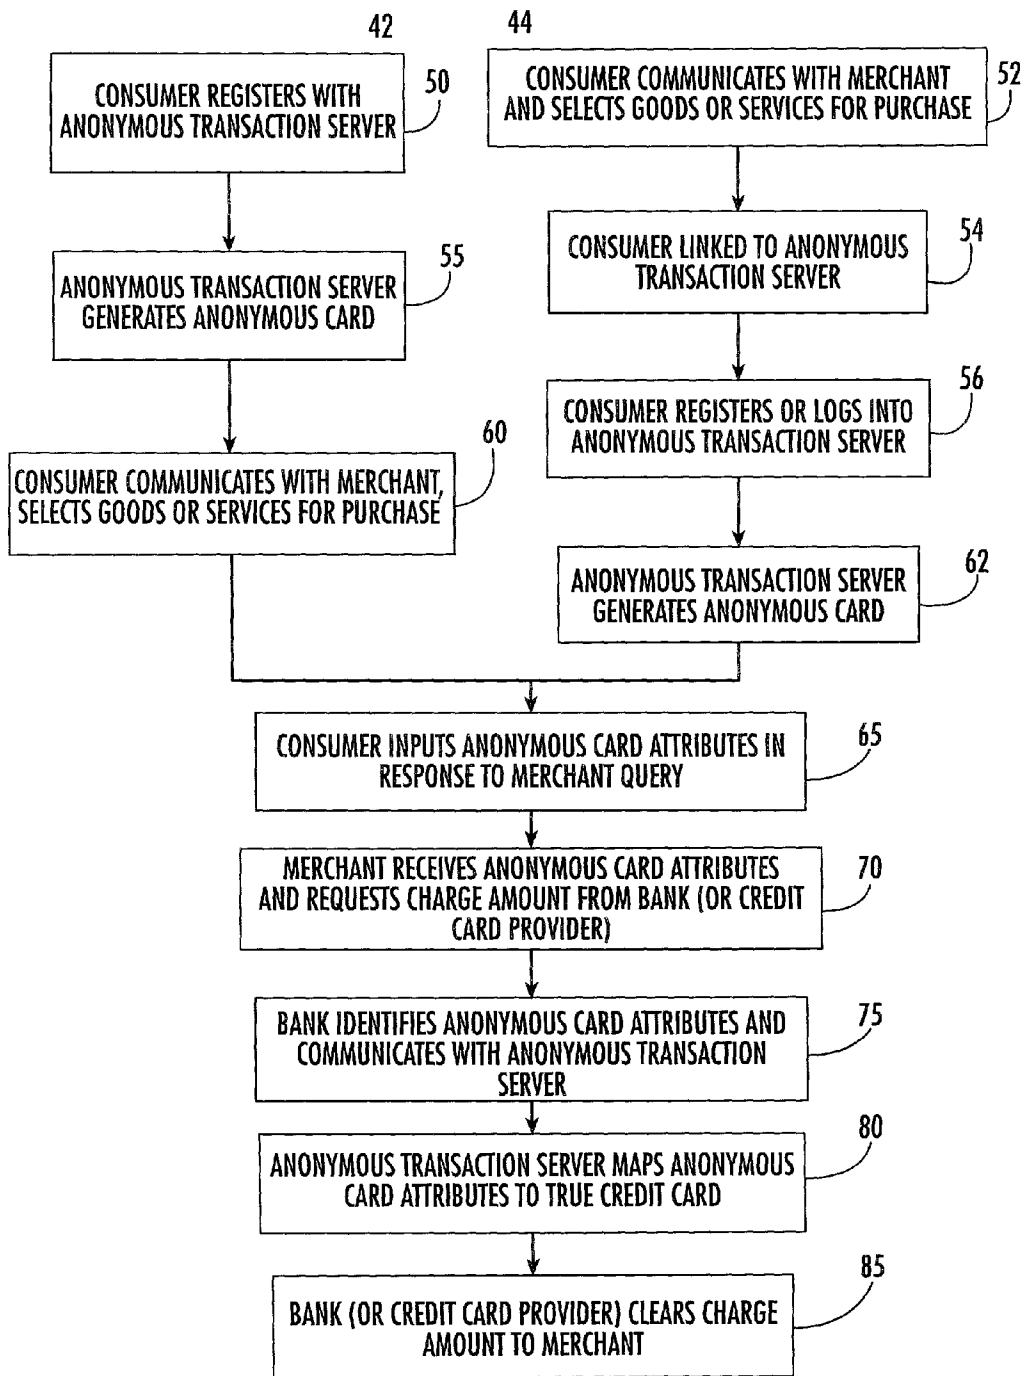 42
CONSUMER REGISTERS WITH
ANONYMOUS TRANSACTION SERVER
50
ANONYMOUS TRANSACTION SERVER
GENERATES ANONYMOUS CARD
55
CONSUMER COMMUNICATES WITH MERCHANT,
SELECTS GOODS OR SERVICES FOR PURCHASE
60
44
CONSUMER COMMUNICATES WITH MERCHANT
AND SELECTS GOODS OR SERVICES FOR PURCHASE
52
CONSUMER LINKED TO ANONYMOUS
TRANSACTION SERVER
54
CONSUMER REGISTERS OR LOGS INTO
ANONYMOUS TRANSACTION SERVER
56
ANONYMOUS TRANSACTION SERVER
GENERATES ANONYMOUS CARD
62
CONSUMER INPUTS ANONYMOUS CARD ATTRIBUTES IN
RESPONSE TO MERCHANT QUERY
65
MERCHANT RECEIVES ANONYMOUS CARD ATTRIBUTES
AND REQUESTS CHARGE AMOUNT FROM BANK (OR CREDIT
CARD PROVIDER)
70
BANK IDENTIFIES ANONYMOUS CARD ATTRIBUTES AND
COMMUNICATES WITH ANONYMOUS TRANSACTION
SERVER
75
ANONYMOUS TRANSACTION SERVER MAPS ANONYMOUS
CARD ATTRIBUTES TO TRUE CREDIT CARD
80
BANK (OR CREDIT CARD PROVIDER) CLEARS CHARGE
AMOUNT TO MERCHANT
85